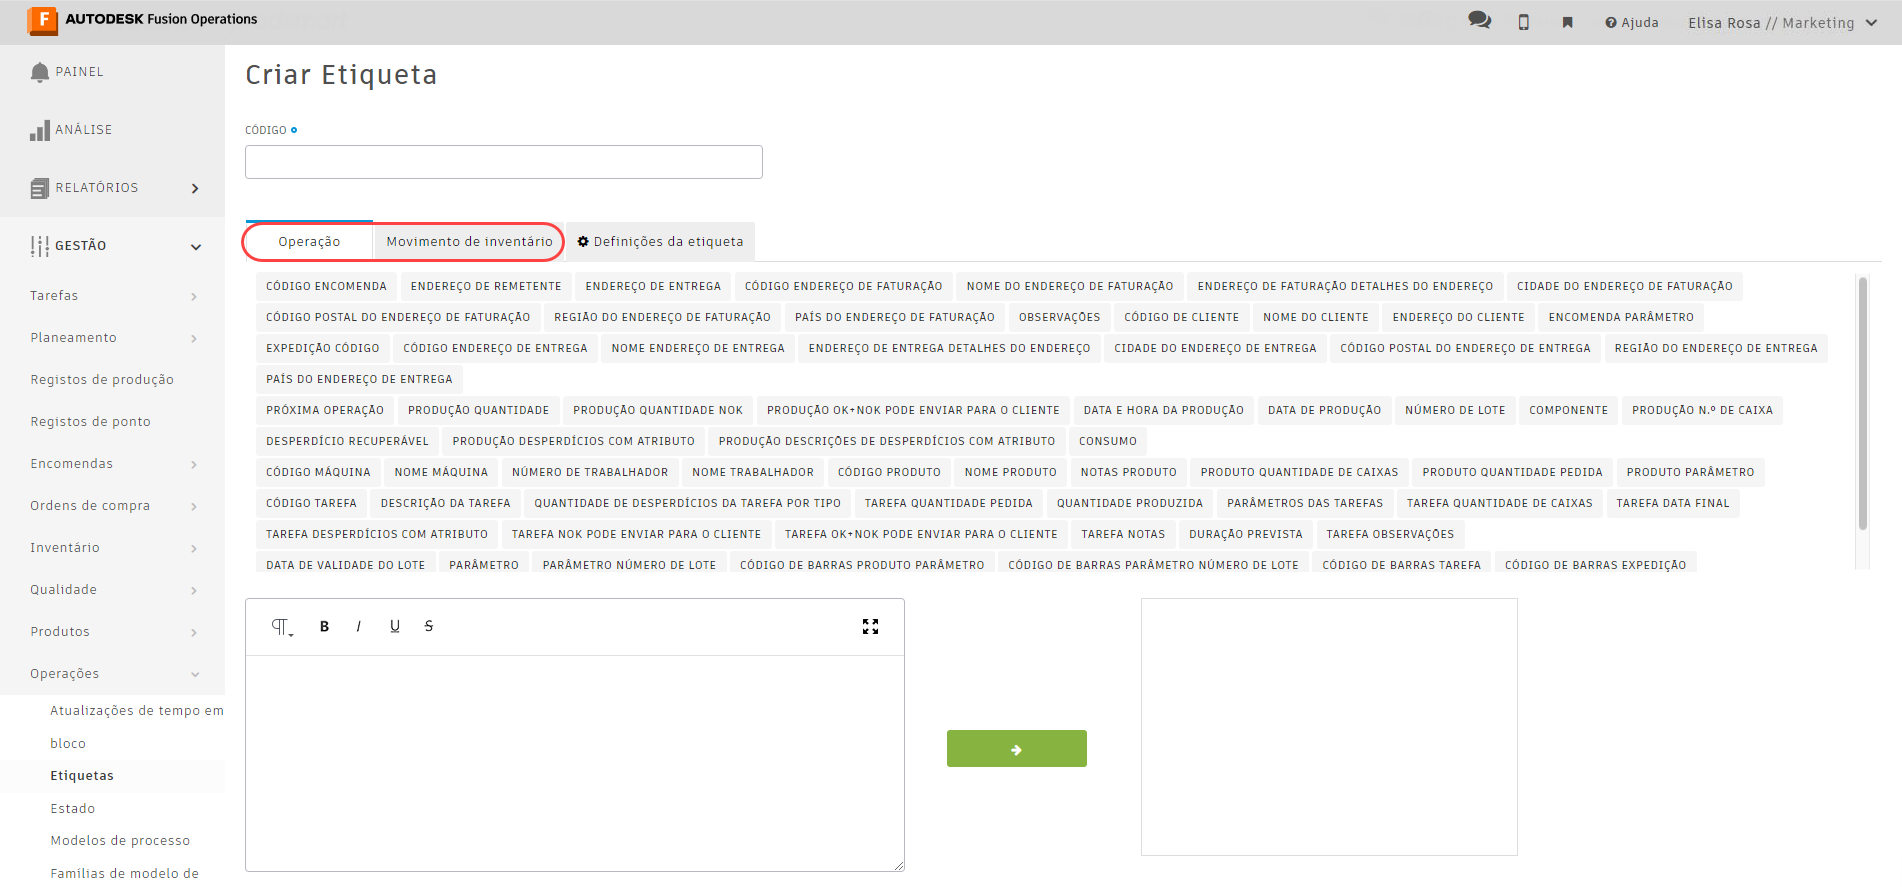 F AUTODESK Fusion Operations
Ajuda
Elisa Rosa // Marketing
PAINEL
ANÁLISE
RELATÓRIOS
GESTÃO
Tarefas
Planeamento
Registos de produção
Registos de ponto
Encomendas
Ordens de compra
Inventário
Qualidade
Produtos
Operações
Atualizações de tempo em
bloco
Etiquetas
Estado
Modelos de processo
Famílias de modelo de
Criar Etiqueta
CÓDIGO
Operação Movimento de inventário Definições da etiqueta
CÓDIGO ENCOMENDA ENDEREÇO DE REMETENTE ENDEREÇO DE ENTREGA CÓDIGO ENDEREÇO DE FATURAÇÃO NOME DO ENDEREÇO DE FATURAÇÃO ENDEREÇO DE FATURAÇÃO DETALHES DO ENDEREÇO CIDADE DO ENDEREÇO DE FATURAÇÃO
CÓDIGO POSTAL DO ENDEREÇO DE FATURAÇÃO REGIÃO DO ENDEREÇO DE FATURAÇÃO PAÍS DO ENDEREÇO DE FATURAÇÃO OBSERVAÇÕES CÓDIGO DE CLIENTE NOME DO CLIENTE ENDEREÇO DO CLIENTE ENCOMENDA PARÂMETRO
EXPEDIÇÃO CÓDIGO CÓDIGO ENDEREÇO DE ENTREGA NOME ENDEREÇO DE ENTREGA ENDEREÇO DE ENTREGA DETALHES DO ENDEREÇO CIDADE DO ENDEREÇO DE ENTREGA CÓDIGO POSTAL DO ENDEREÇO DE ENTREGA REGIÃO DO ENDEREÇO DE ENTREGA
PAÍS DO ENDEREÇO DE ENTREGA
PRÓXIMA OPERAÇÃO PRODUÇÃO QUANTIDADE PRODUÇÃO QUANTIDADE NOK PRODUÇÃO OK+NOK PODE ENVIAR PARA O CLIENTE DATA E HORA DA PRODUÇÃO DATA DE PRODUÇÃO NÚMERO DE LOTE COMPONENTE PRODUÇÃO N.º DE CAIXA
DESPERDÍCIO RECUPERÁVEL PRODUÇÃO DESPERDÍCIOS COM ATRIBUTO PRODUÇÃO DESCRIÇÕES DE DESPERDÍCIOS COM ATRIBUTO CONSUMO
CÓDIGO MÁQUINA NOME MÁQUINA NÚMERO DE TRABALHADOR NOME TRABALHADOR CÓDIGO PRODUTO NOME PRODUTO NOTAS PRODUTO PRODUTO QUANTIDADE DE CAIXAS PRODUTO QUANTIDADE PEDIDA PRODUTO PARÂMETRO
CÓDIGO TAREFA DESCRIÇÃO DA TAREFA QUANTIDADE DE DESPERDÍCIOS DA TAREFA POR TIPO TAREFA QUANTIDADE PEDIDA QUANTIDADE PRODUZIDA PARÂMETROS DAS TAREFAS TAREFA QUANTIDADE DE CAIXAS TAREFA DATA FINAL
TAREFA DESPERDÍCIOS COM ATRIBUTO TAREFA NOK PODE ENVIAR PARA O CLIENTE TAREFA OK+NOK PODE ENVIAR PARA O CLIENTE TAREFA NOTAS DURAÇÃO PREVISTA TAREFA OBSERVAÇÕES
DATA DE VALIDADE DO LOTE PARÂMETRO PARÂMETRO NÚMERO DE LOTE CÓDIGO DE BARRAS PRODUTO PARÂMETRO CÓDIGO DE BARRAS PARÂMETRO NÚMERO DE LOTE CÓDIGO DE BARRAS TAREFA CÓDIGO DE BARRAS EXPEDIÇÃO
B I U S